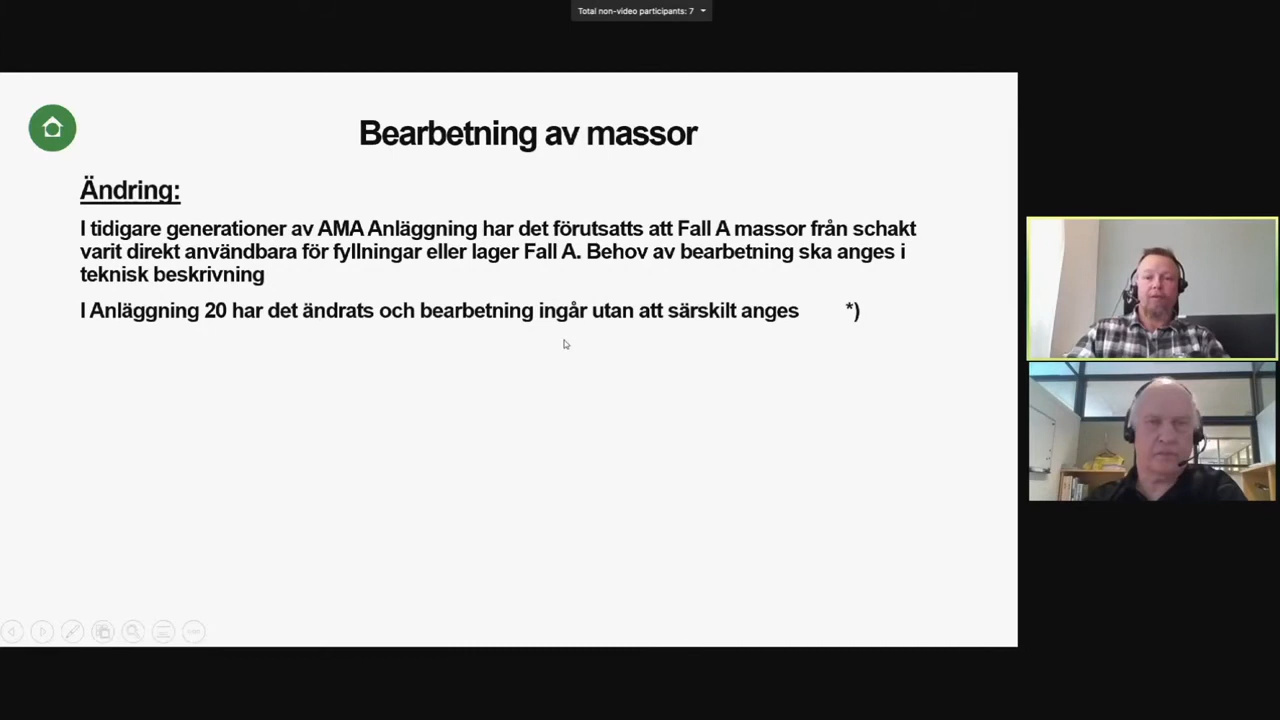 Total non-video participants: 7
Bearbetning av massor
Ändring:
I tidigare generationer av AMA Anläggning har det förutsatts att Fall A massor från schakt
varit direkt användbara för fyllningar eller lager Fall A. Behov av bearbetning ska anges i
teknisk beskrivning
I Anläggning 20 har det ändrats och bearbetning ingår utan att särskilt anges *)